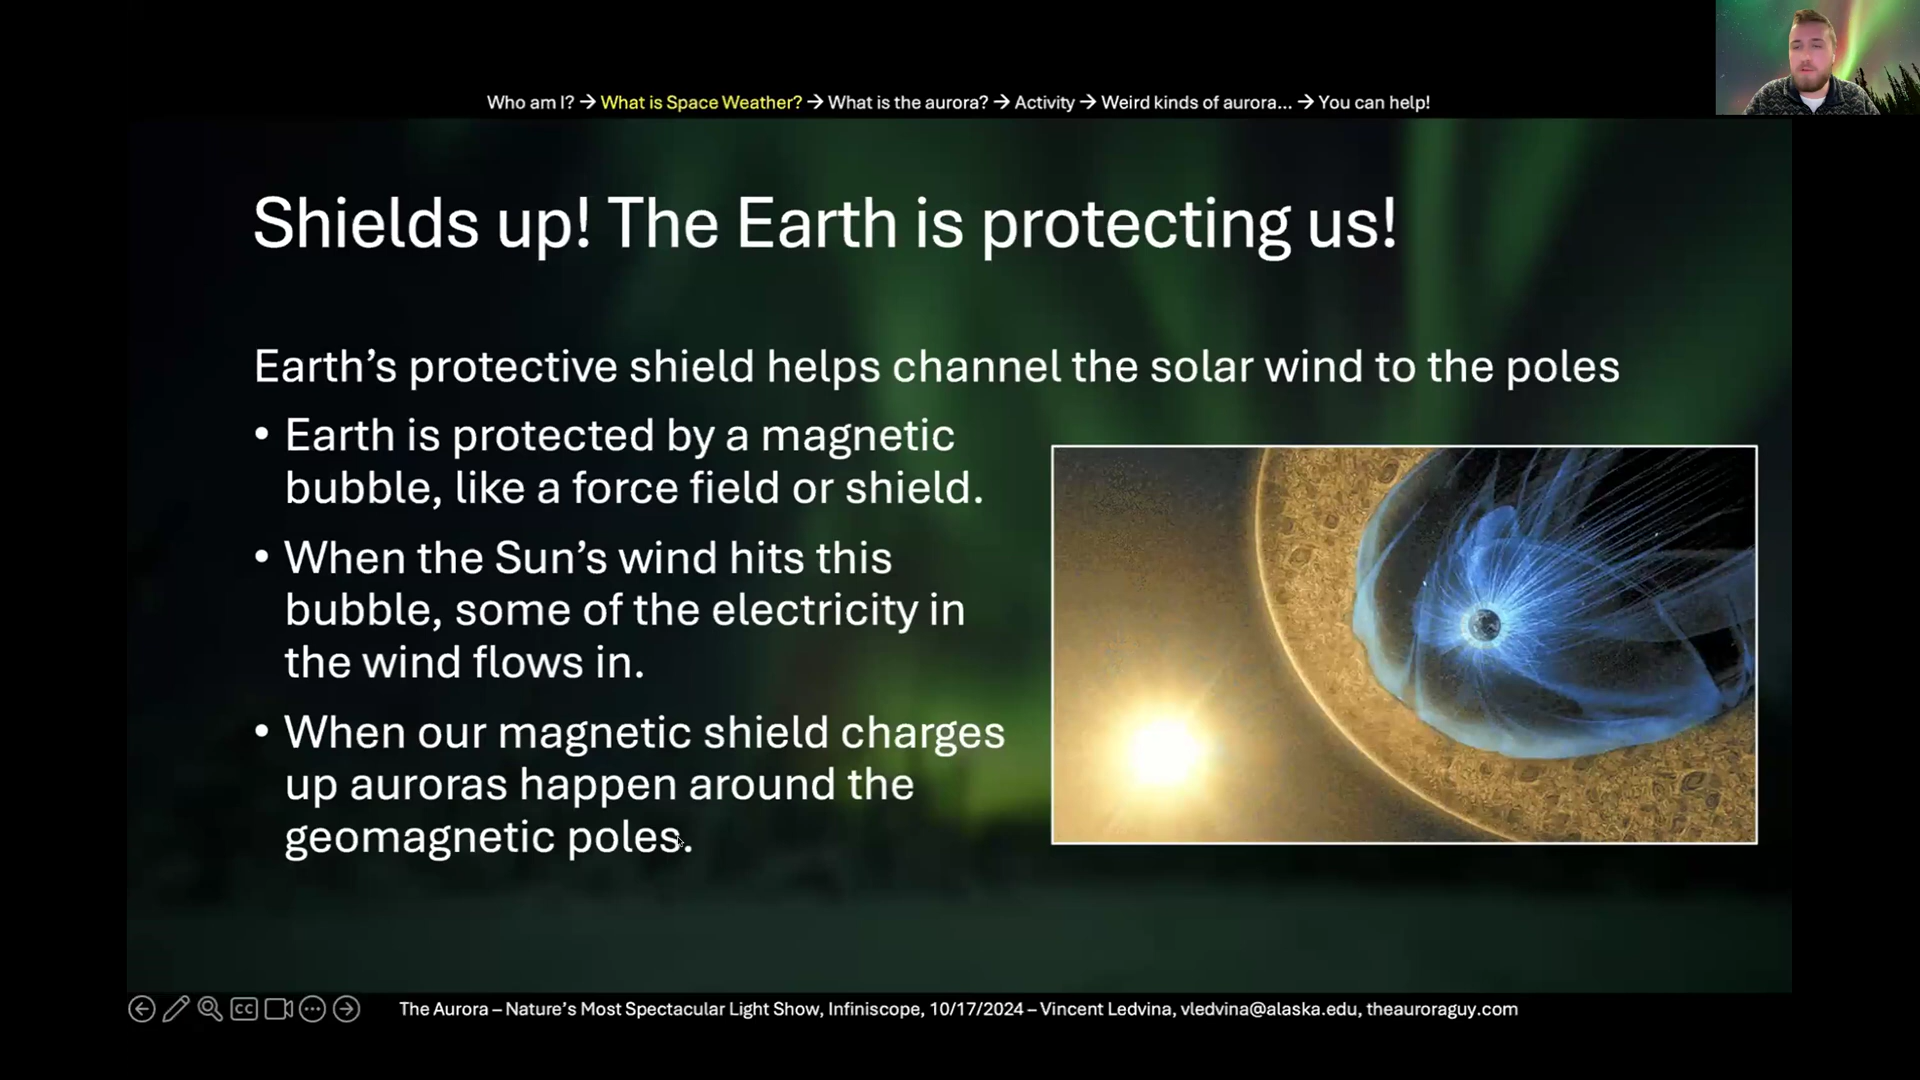 Who am I? → What is Space Weather? → What is the aurora? → Activity → Weird kinds of aurora... → You can help!
Shields up! The Earth is protecting us!
Earth’s protective shield helps channel the solar wind to the poles
• Earth is protected by a magnetic
bubble, like a force field or shield.
• When the Sun’s wind hits this
bubble, some of the electricity in
the wind flows in.
• When our magnetic shield charges
up auroras happen around the
geomagnetic poles.
CC
The Aurora – Nature’s Most Spectacular Light Show, Infiniscope, 10/17/2024 – Vincent Ledvina, vledvina@alaska.edu, theauroraguy.com